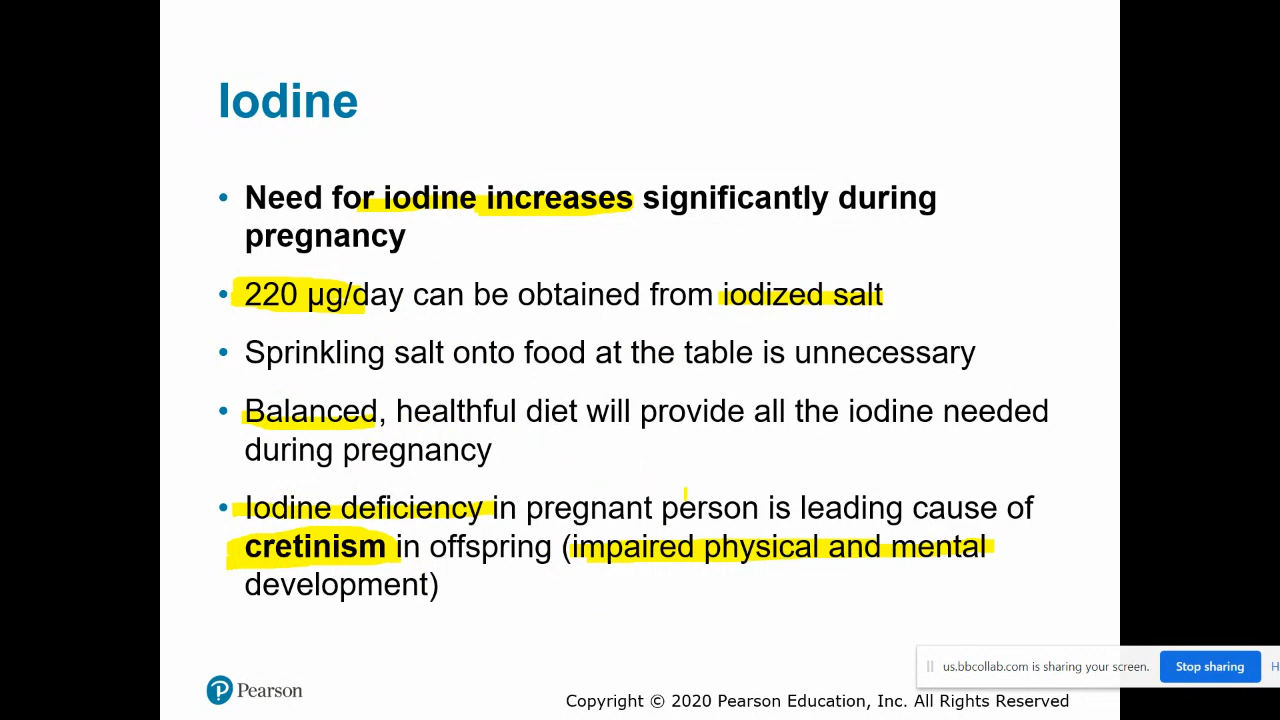 Iodine
• Need for iodine increases significantly during
pregnancy
• 220 µg/day can be obtained from iodized salt
• Sprinkling salt onto food at the table is unnecessary
• Balanced, healthful diet will provide all the iodine needed
during pregnancy
• Iodine deficiency in pregnant person is leading cause of
cretinism in offspring (impaired physical and mental
development)
us.bbcollab.com is sharing your screen. Stop sharing H
Pearson
Copyright © 2020 Pearson Education, Inc. All Rights Reserved